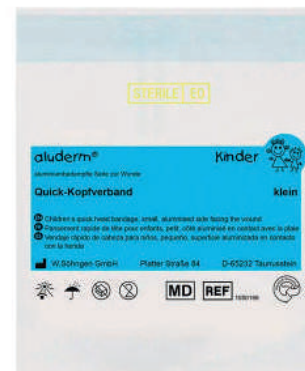 STERILE EO
aluderm® Kinder
aluminiumbedampfte Seite zur Wunde
Quick-Kopfverband klein
Children's quick head bandage, small, aluminised side facing the wound
Pansement rapide de tête pour enfants, petit, côté aluminisé en contact avec la plaie
Vendaje rápido de cabeza para niños, pequeño, superficie aluminizada en contacto
con la herida
W.Söhngen GmbH Platter Straße 84 D-65232 Taunusstein
MD REF